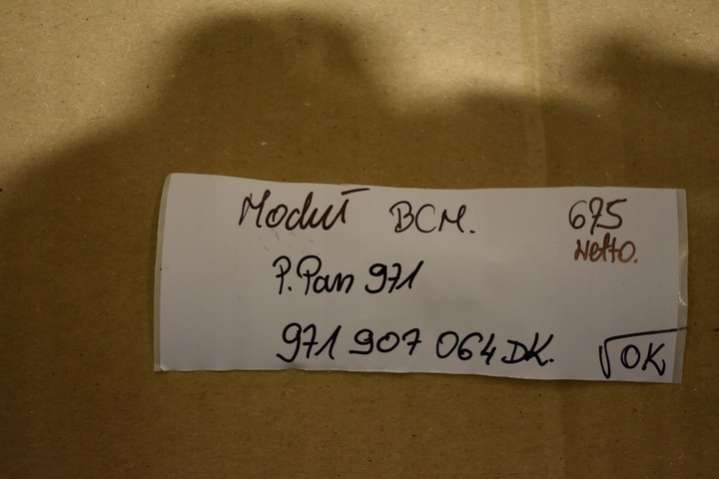 Moduł BCM. 675
Netto.
P.Pan 971
971 907 064 DK. √OK